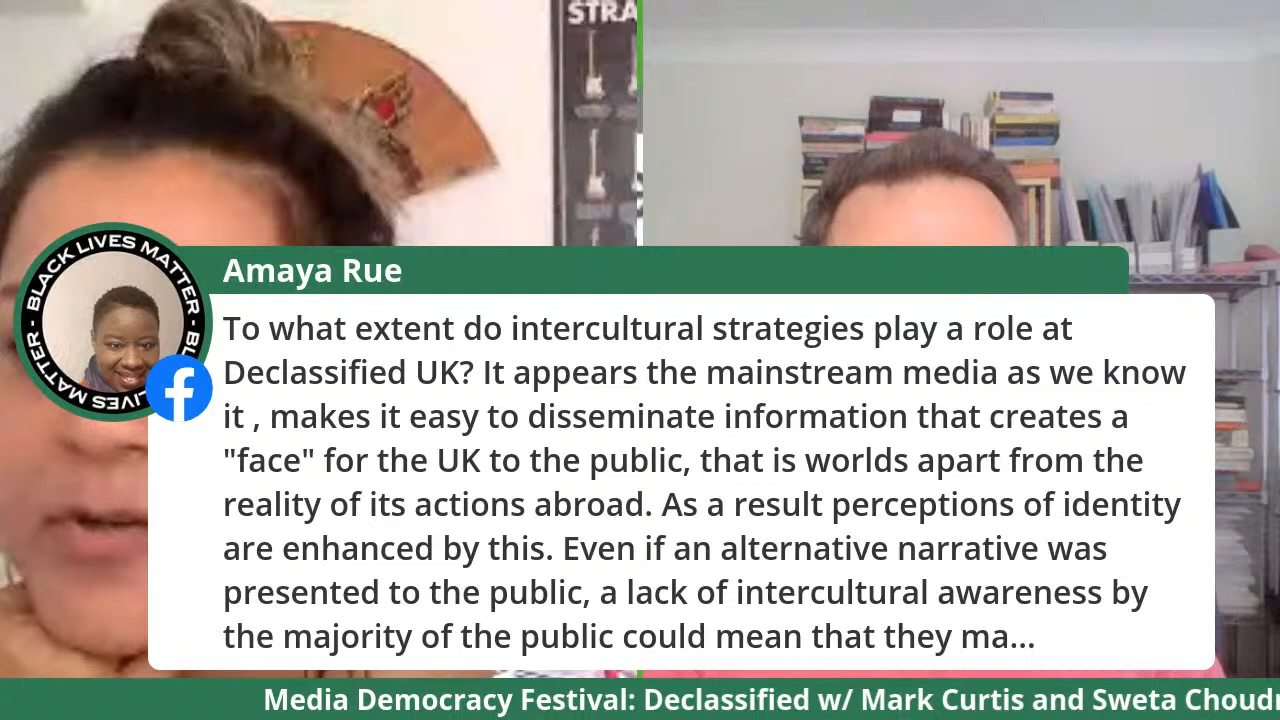 STRA
BLACK LIVES MATTER -
LIVES MATTER - BL
Amaya Rue
To what extent do intercultural strategies play a role at
Declassified UK? It appears the mainstream media as we know
it , makes it easy to disseminate information that creates a
"face" for the UK to the public, that is worlds apart from the
reality of its actions abroad. As a result perceptions of identity
are enhanced by this. Even if an alternative narrative was
presented to the public, a lack of intercultural awareness by
the majority of the public could mean that they ma...
Media Democracy Festival: Declassified w/ Mark Curtis and Sweta Choud